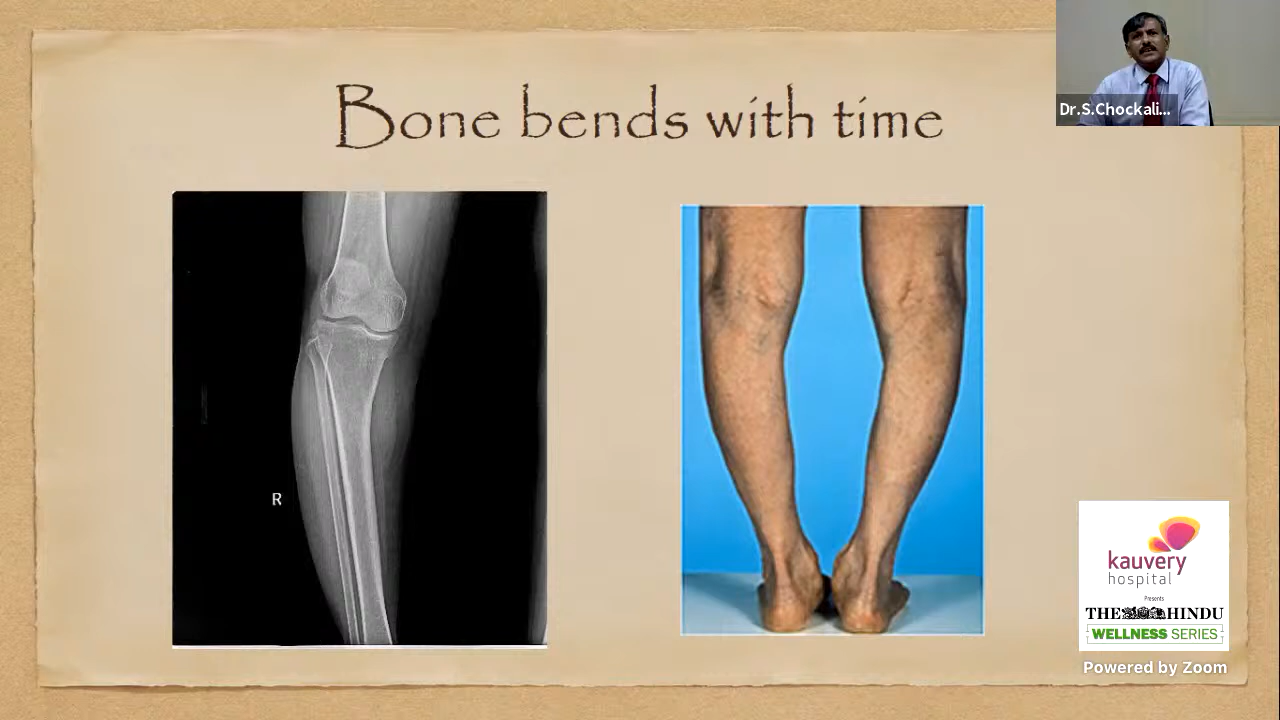 Bone bends with time
Dr.S.Chockali...
R
kauvery
hospital
Presents
THE HINDU
WELLNESS SERIES
Powered by Zoom